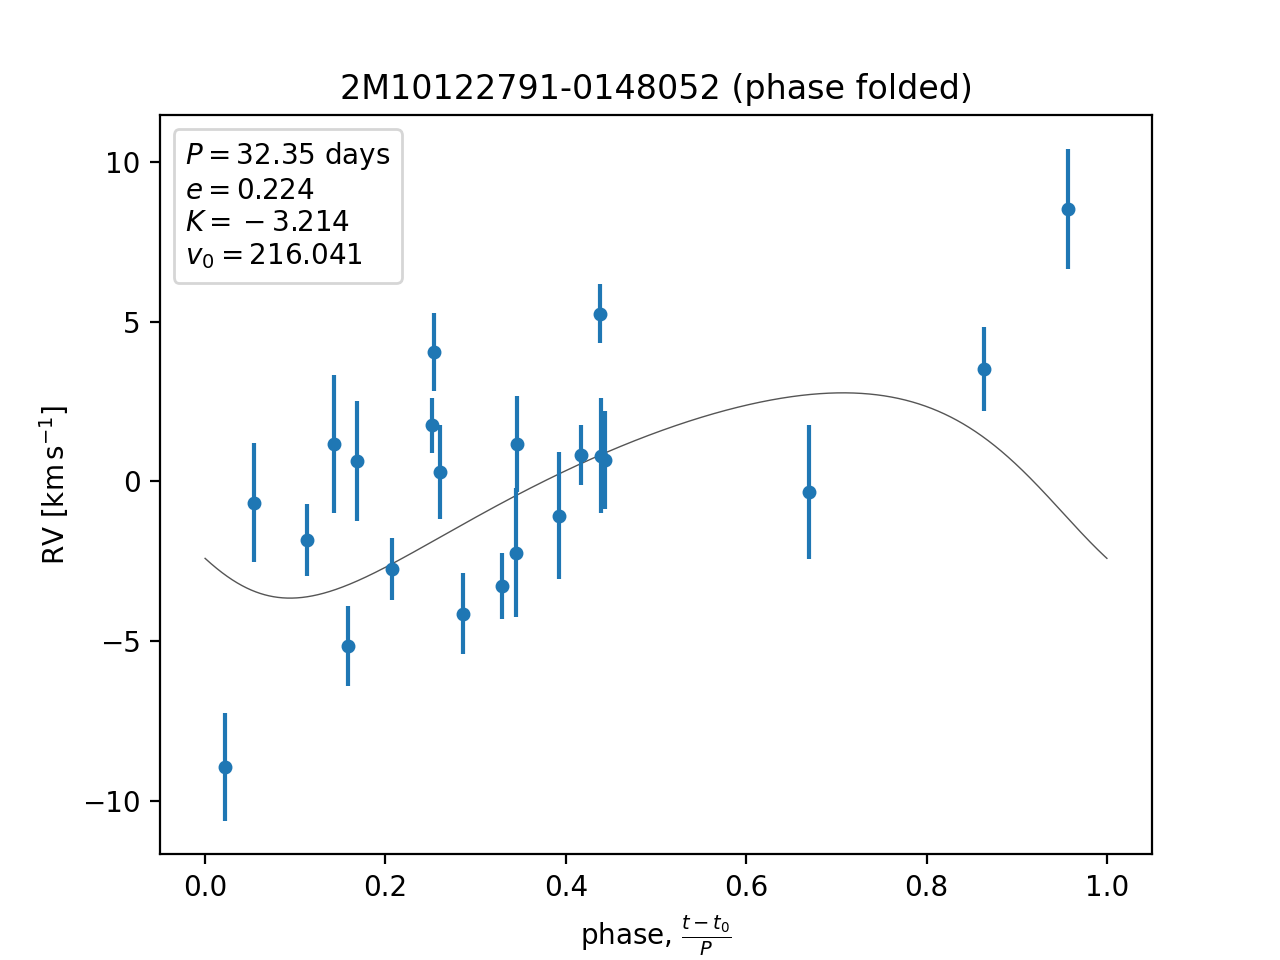 2M10122791-0148052 (phase folded)
P = 32.35 days
e = 0.224
K = −3.214
v₀ = 216.041
10
5
0
−5
−10
RV [km s⁻¹]
0.0 0.2 0.4 0.6 0.8 1.0
phase, (t − t₀)/P